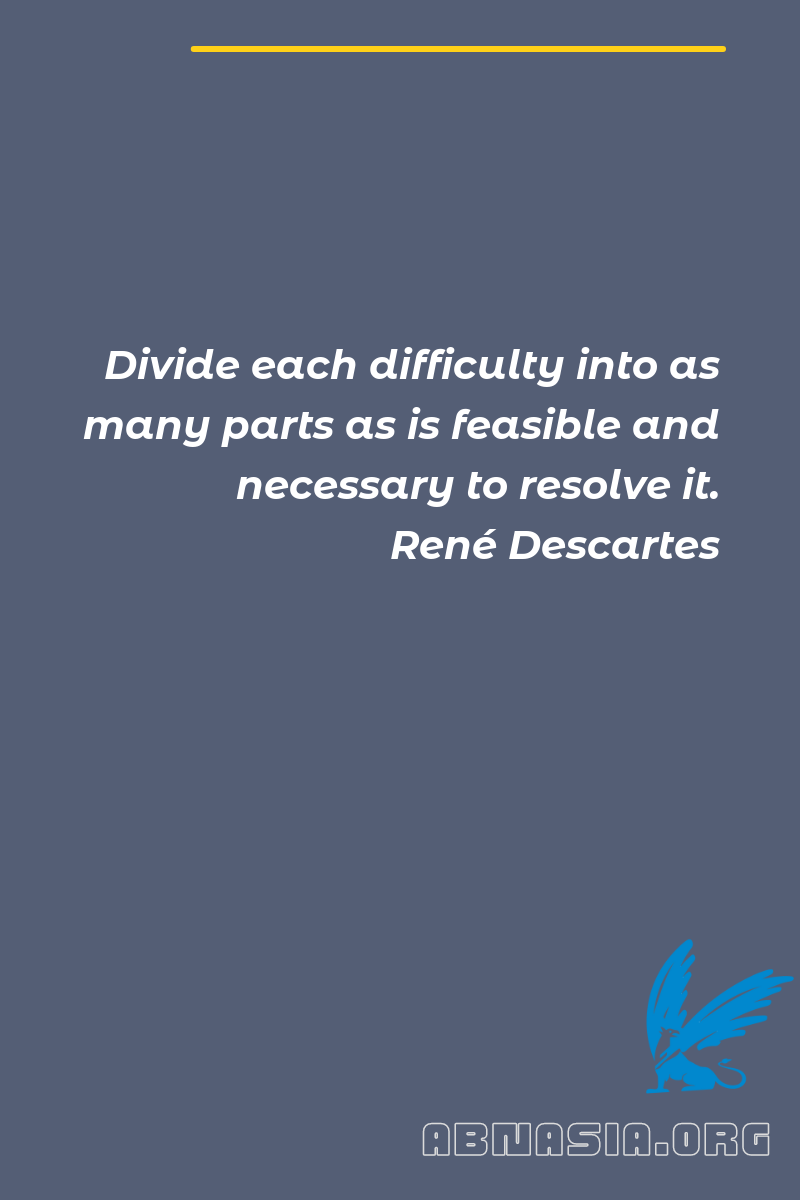 Divide each difficulty into as
many parts as is feasible and
necessary to resolve it.
René Descartes
ABNASIA.ORG